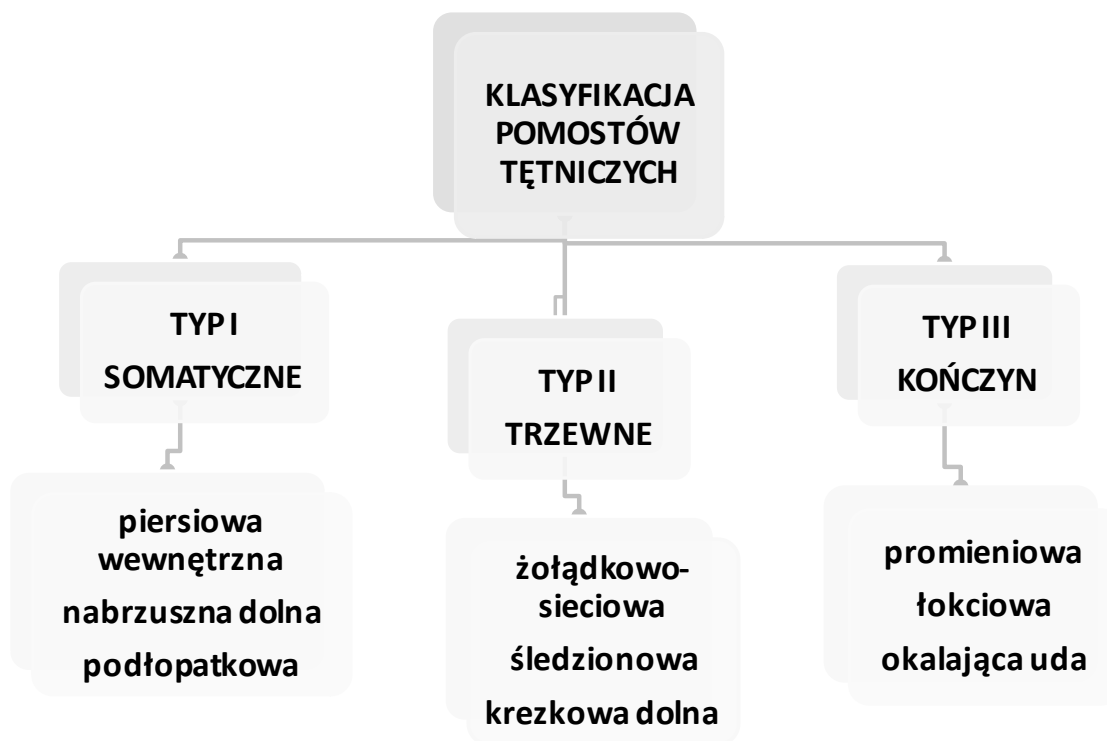 KLASYFIKACJA
POMOSTÓW
TĘTNICZYCH
TYP I
SOMATYCZNE
piersiowa
wewnętrzna
nabrzuszna dolna
podłopatkowa
TYP II
TRZEWNE
żołądkowo-
sieciowa
śledzionowa
krezkowa dolna
TYP III
KOŃCZYN
promieniowa
łokciowa
okalająca uda